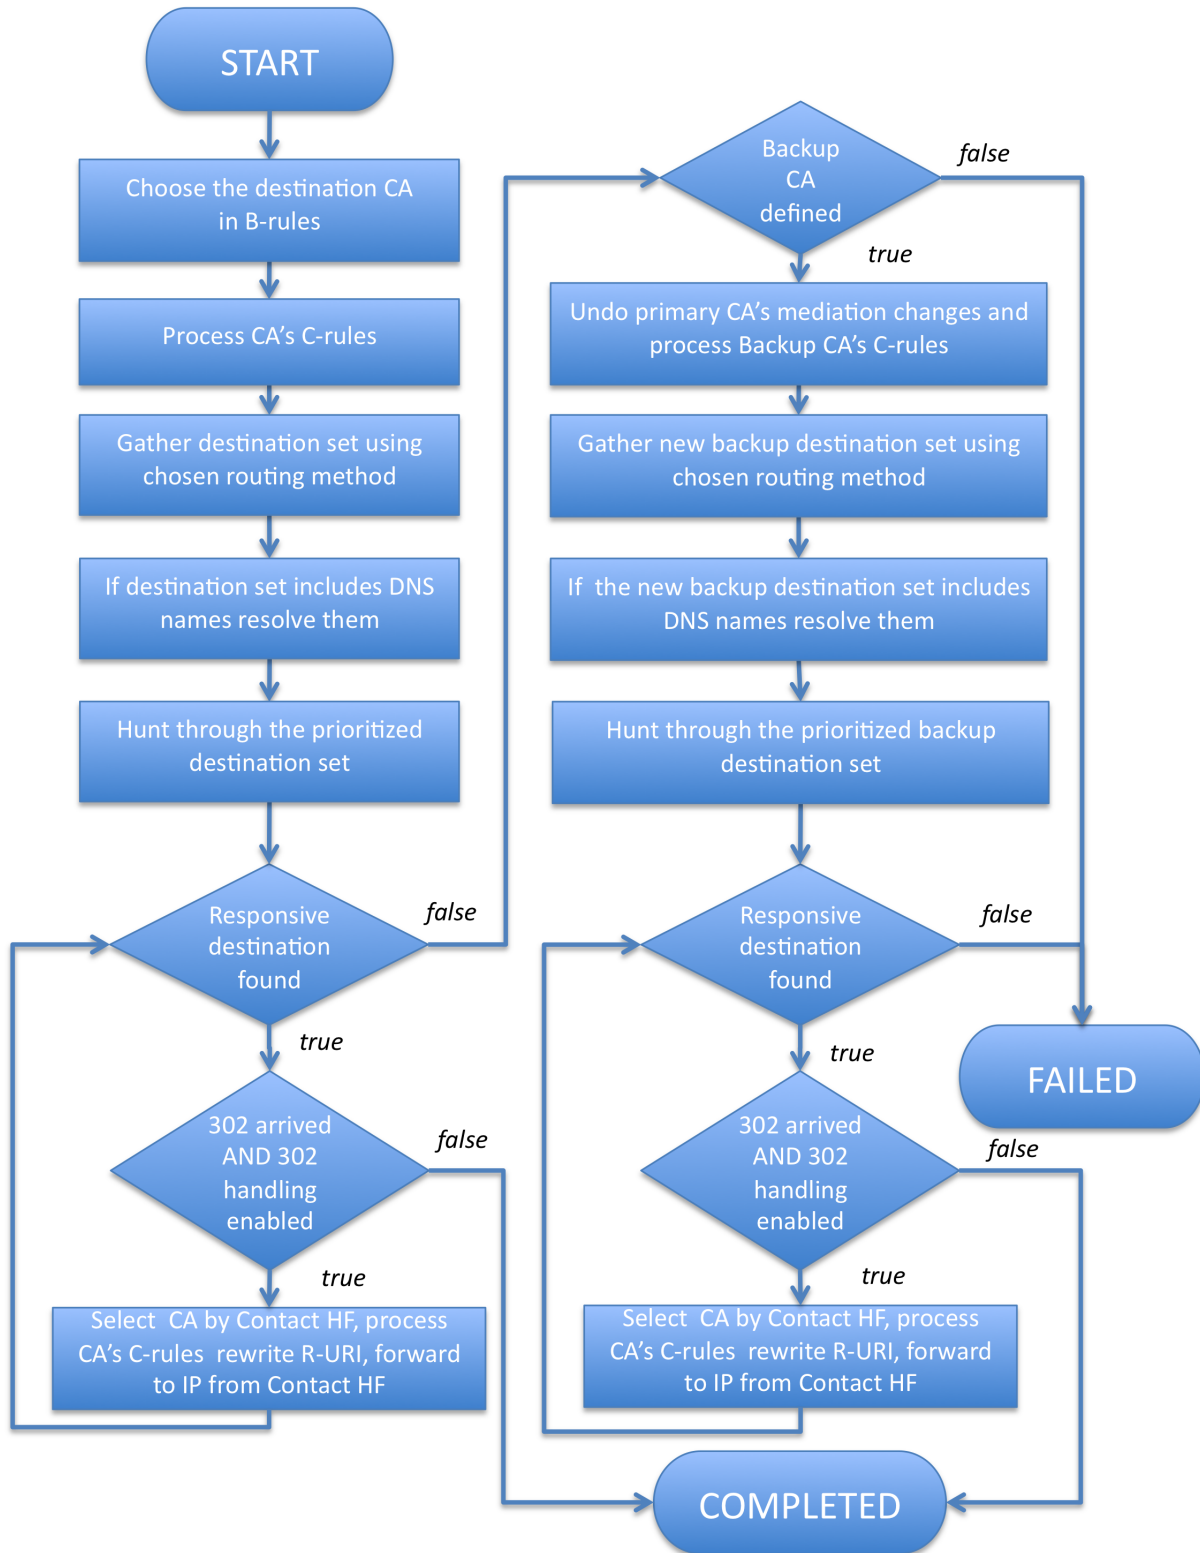 START
Choose the destination CA
in B-rules
Process CA's C-rules
Gather destination set using
chosen routing method
If destination set includes DNS
names resolve them
Hunt through the prioritized
destination set
Responsive
destination
found
false
true
302 arrived
AND 302
handling
enabled
false
true
Select CA by Contact HF, process
CA's C-rules rewrite R-URI, forward
to IP from Contact HF
Backup
CA
defined
false
true
Undo primary CA's mediation changes and
process Backup CA's C-rules
Gather new backup destination set using
chosen routing method
If the new backup destination set includes
DNS names resolve them
Hunt through the prioritized backup
destination set
Responsive
destination
found
false
true
FAILED
302 arrived
AND 302
handling
enabled
false
true
Select CA by Contact HF, process
CA's C-rules rewrite R-URI, forward
to IP from Contact HF
COMPLETED